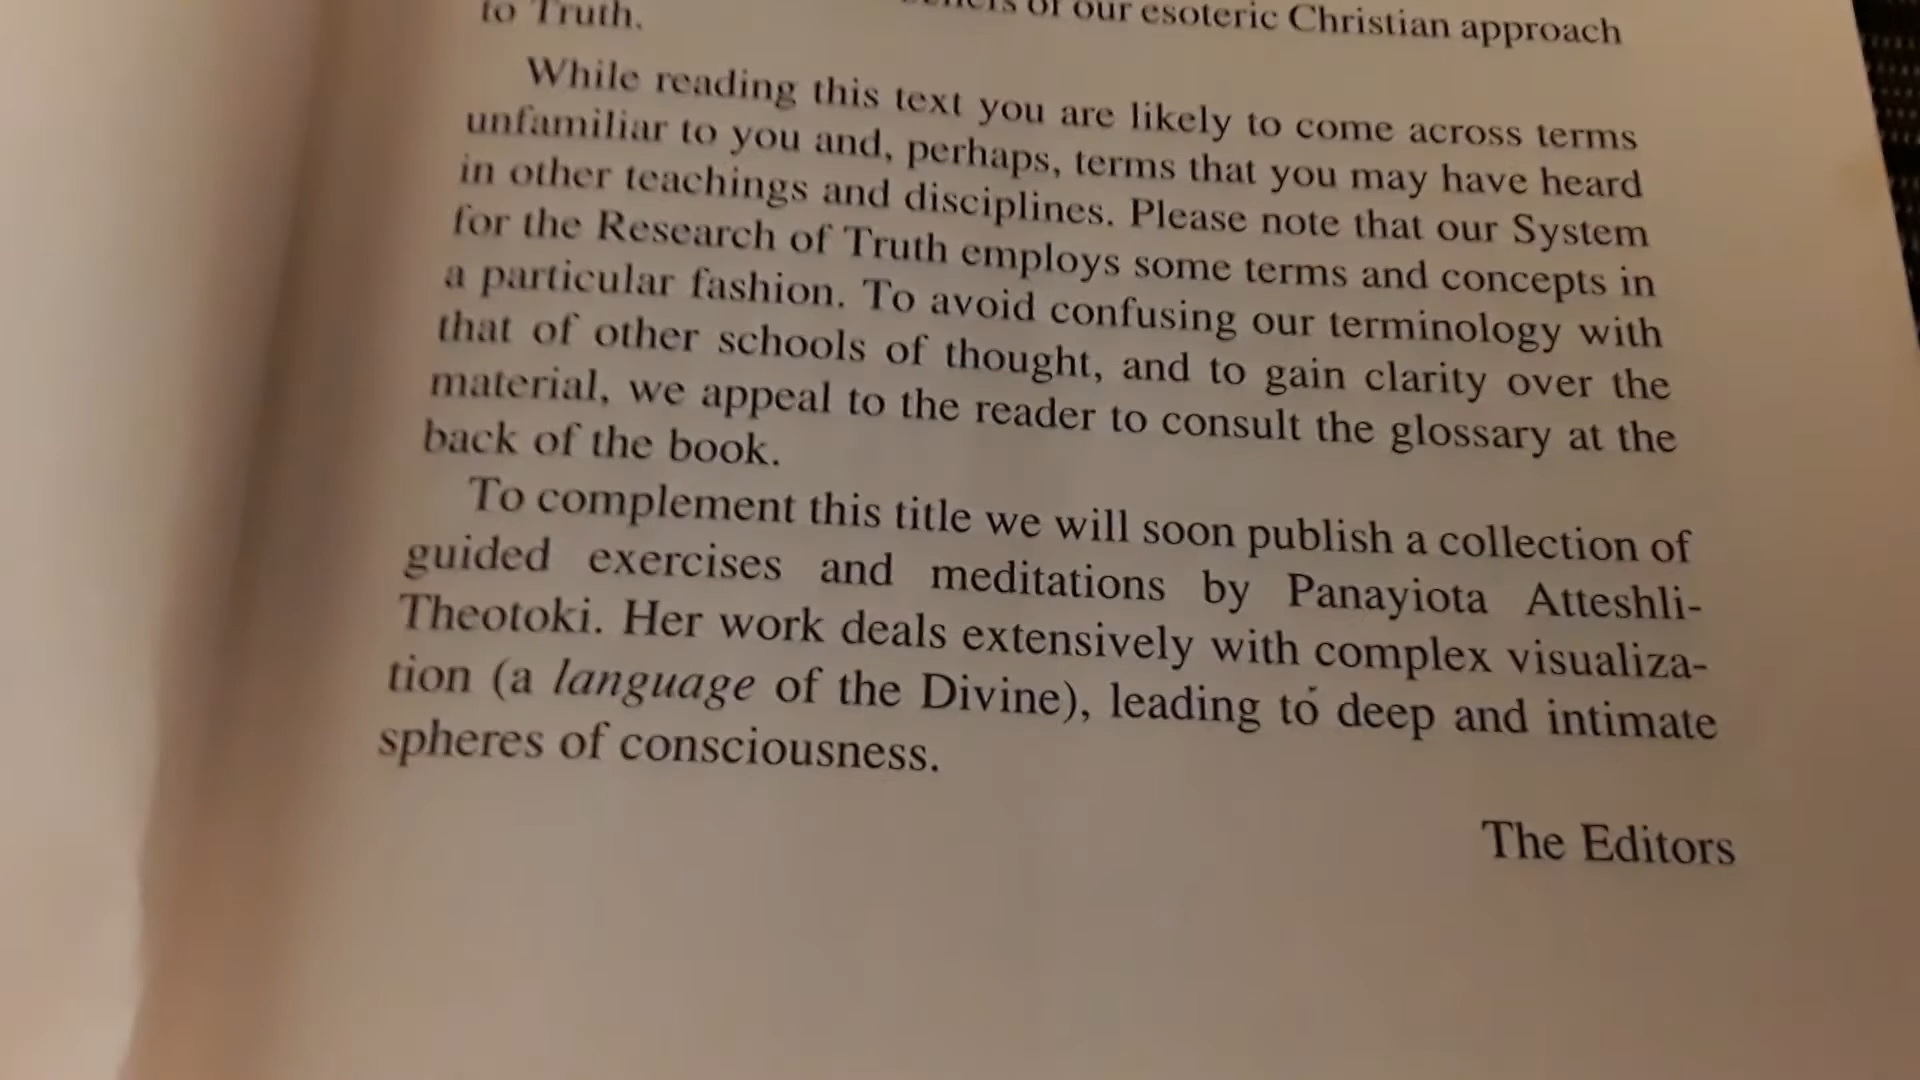 of our esoteric Christian approach
to Truth.
While reading this text you are likely to come across terms
unfamiliar to you and, perhaps, terms that you may have heard
in other teachings and disciplines. Please note that our System
for the Research of Truth employs some terms and concepts in
a particular fashion. To avoid confusing our terminology with
that of other schools of thought, and to gain clarity over the
material, we appeal to the reader to consult the glossary at the
back of the book.
To complement this title we will soon publish a collection of
guided exercises and meditations by Panayiota Atteshli-
Theotoki. Her work deals extensively with complex visualiza-
tion (a language of the Divine), leading to deep and intimate
spheres of consciousness.
The Editors